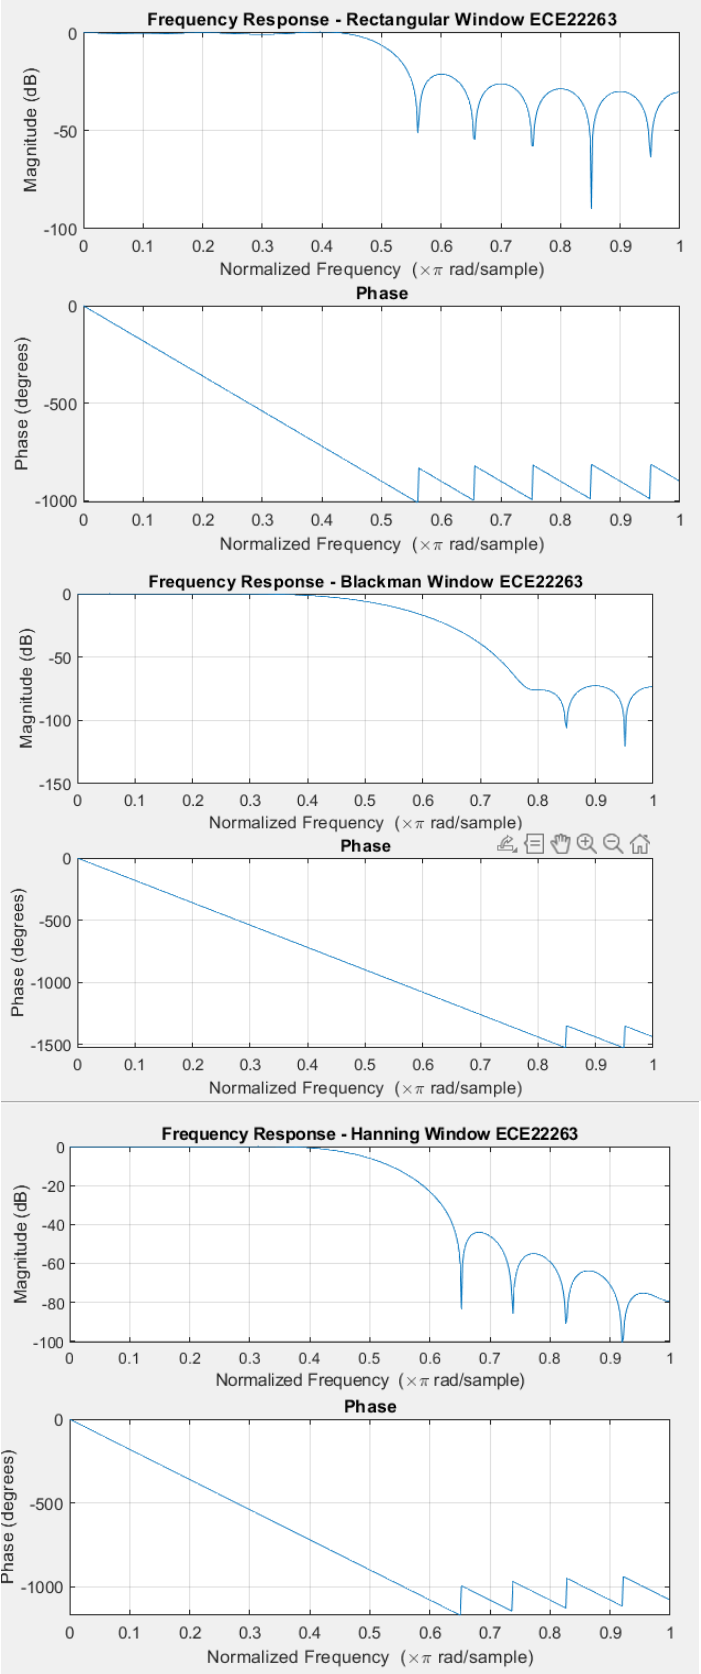 Frequency Response - Rectangular Window ECE22263
0
-50
-100
Magnitude (dB)
0 0.1 0.2 0.3 0.4 0.5 0.6 0.7 0.8 0.9 1
Normalized Frequency (×π rad/sample)
Phase
0
-500
-1000
Phase (degrees)
0 0.1 0.2 0.3 0.4 0.5 0.6 0.7 0.8 0.9 1
Normalized Frequency (×π rad/sample)
Frequency Response - Blackman Window ECE22263
0
-50
-100
-150
Magnitude (dB)
0 0.1 0.2 0.3 0.4 0.5 0.6 0.7 0.8 0.9 1
Normalized Frequency (×π rad/sample)
Phase
0
-500
-1000
-1500
Phase (degrees)
0 0.1 0.2 0.3 0.4 0.5 0.6 0.7 0.8 0.9 1
Normalized Frequency (×π rad/sample)
Frequency Response - Hanning Window ECE22263
0
-20
-40
-60
-80
-100
Magnitude (dB)
0 0.1 0.2 0.3 0.4 0.5 0.6 0.7 0.8 0.9 1
Normalized Frequency (×π rad/sample)
Phase
0
-500
-1000
Phase (degrees)
0 0.1 0.2 0.3 0.4 0.5 0.6 0.7 0.8 0.9 1
Normalized Frequency (×π rad/sample)